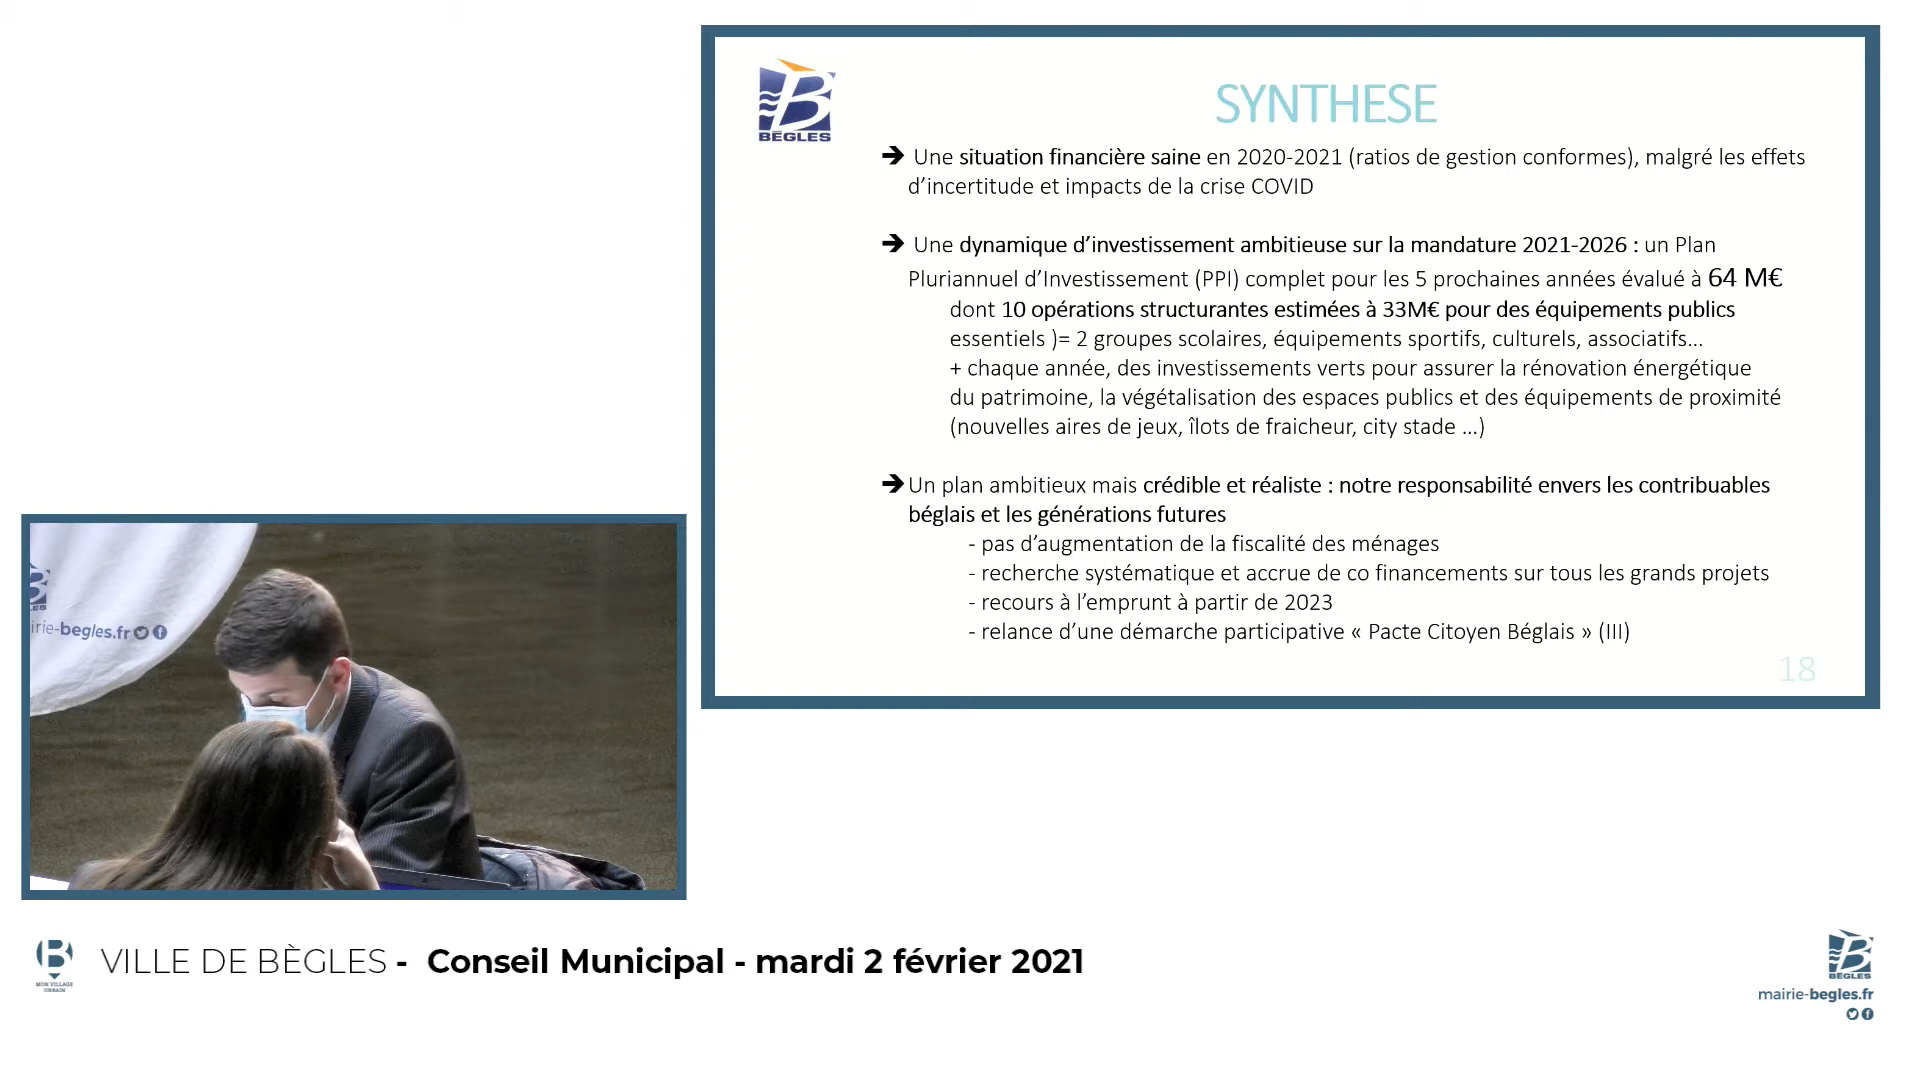 BÈGLES
SYNTHESE
➔ Une situation financière saine en 2020-2021 (ratios de gestion conformes), malgré les effets
d’incertitude et impacts de la crise COVID
➔ Une dynamique d’investissement ambitieuse sur la mandature 2021-2026 : un Plan
Pluriannuel d’Investissement (PPI) complet pour les 5 prochaines années évalué à 64 M€
dont 10 opérations structurantes estimées à 33M€ pour des équipements publics
essentiels )= 2 groupes scolaires, équipements sportifs, culturels, associatifs...
+ chaque année, des investissements verts pour assurer la rénovation énergétique
du patrimoine, la végétalisation des espaces publics et des équipements de proximité
(nouvelles aires de jeux, îlots de fraicheur, city stade ...)
➔ Un plan ambitieux mais crédible et réaliste : notre responsabilité envers les contribuables
béglais et les générations futures
- pas d’augmentation de la fiscalité des ménages
- recherche systématique et accrue de co financements sur tous les grands projets
- recours à l’emprunt à partir de 2023
- relance d’une démarche participative « Pacte Citoyen Béglais » (III)
18
LES
irie-begles.fr
VILLE DE BÈGLES - Conseil Municipal - mardi 2 février 2021
B
MON VILLAGE
URBAIN
BÈGLES
mairie-begles.fr